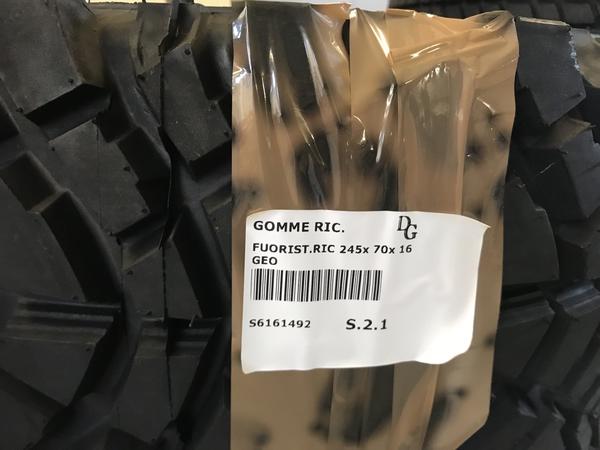 GOMME RIC.
DG
FUORIST.RIC 245x 70x 16
GEO
S6161492
S.2.1